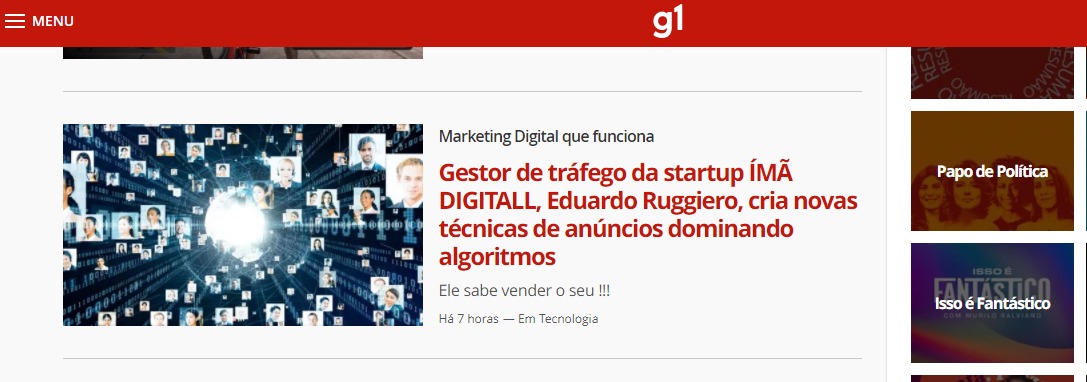 MENU
g1
Marketing Digital que funciona
Gestor de tráfego da startup ÍMÃ
DIGITALL, Eduardo Ruggiero, cria novas
técnicas de anúncios dominando
algoritmos
Ele sabe vender o seu !!!
Há 7 horas — Em Tecnologia
RESUMÃO
Papo de Política
ISSO É
FANTÁSTICO
Isso é Fantástico
COM MURILO SALVIANO